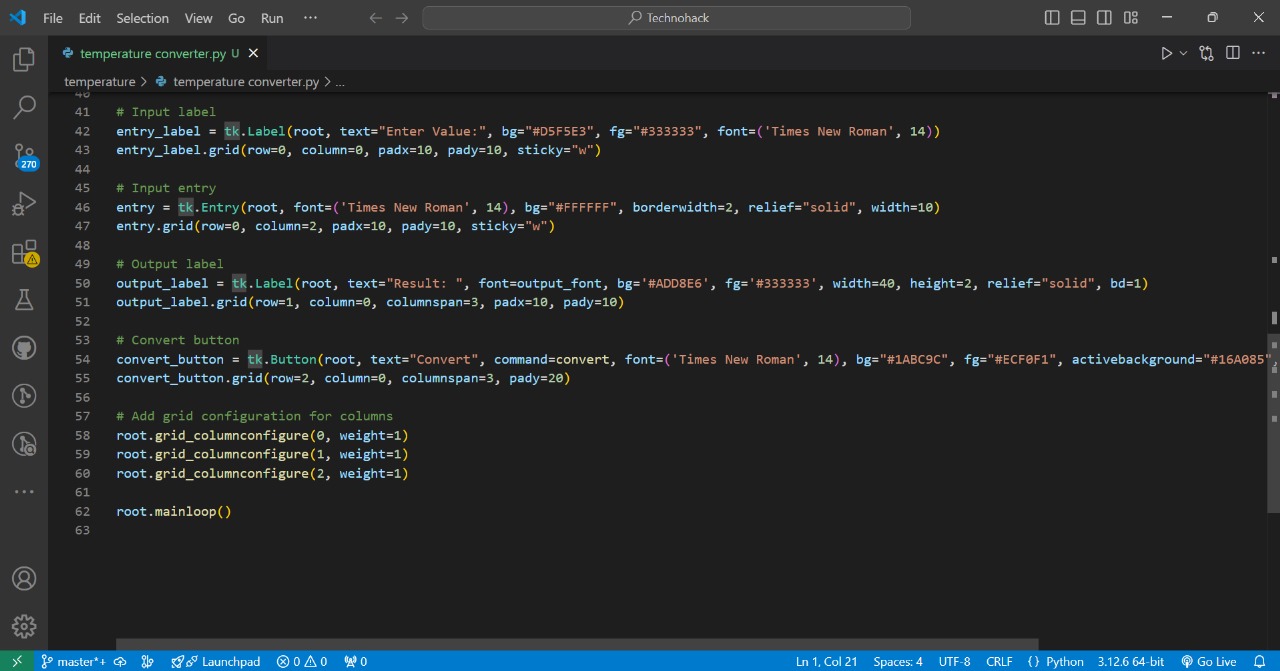 File Edit Selection View Go Run ··· Technohack
temperature converter.py U
temperature > temperature converter.py > ...
40
41 # Input label
42 entry_label = tk.Label(root, text="Enter Value:", bg="#D5F5E3", fg="#333333", font=('Times New Roman', 14))
43 entry_label.grid(row=0, column=0, padx=10, pady=10, sticky="w")
44
45 # Input entry
46 entry = tk.Entry(root, font=('Times New Roman', 14), bg="#FFFFFF", borderwidth=2, relief="solid", width=10)
47 entry.grid(row=0, column=2, padx=10, pady=10, sticky="w")
48
49 # Output label
50 output_label = tk.Label(root, text="Result: ", font=output_font, bg='#ADD8E6', fg='#333333', width=40, height=2, relief="solid", bd=1)
51 output_label.grid(row=1, column=0, columnspan=3, padx=10, pady=10)
52
53 # Convert button
54 convert_button = tk.Button(root, text="Convert", command=convert, font=('Times New Roman', 14), bg="#1ABC9C", fg="#ECF0F1", activebackground="#16A085",
55 convert_button.grid(row=2, column=0, columnspan=3, pady=20)
56
57 # Add grid configuration for columns
58 root.grid_columnconfigure(0, weight=1)
59 root.grid_columnconfigure(1, weight=1)
60 root.grid_columnconfigure(2, weight=1)
61
62 root.mainloop()
63
270
master*+ Launchpad 0 0 0 Ln 1, Col 21 Spaces: 4 UTF-8 CRLF {} Python 3.12.6 64-bit Go Live